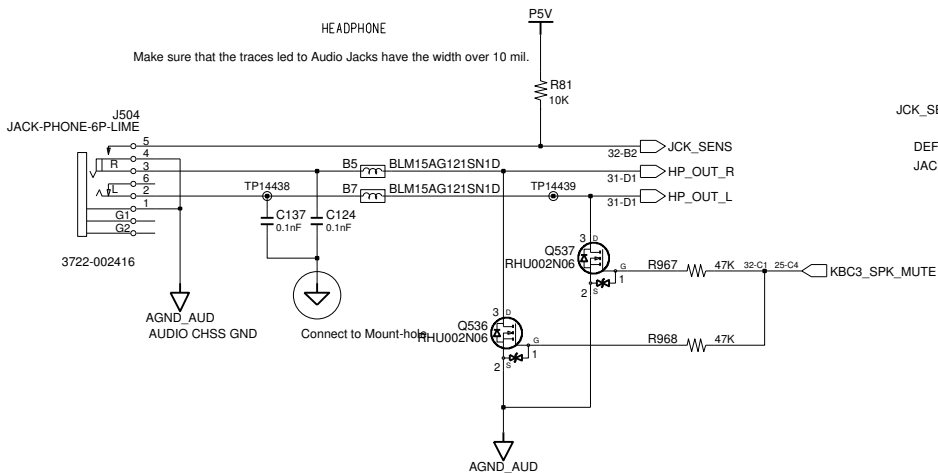 HEADPHONE
P5V
Make sure that the traces led to Audio Jacks have the width over 10 mil.
R81
10K
J504
JACK-PHONE-6P-LIME
JCK_SE
DEF
JAC
5
4
R
3
6
L
2
1
G1
G2
3722-002416
32-B2
JCK_SENS
B5
BLM15AG121SN1D
31-D1
HP_OUT_R
TP14438
B7
BLM15AG121SN1D
TP14439
31-D1
HP_OUT_L
C137
0.1nF
C124
0.1nF
3 D
Q537
RHU002N06
G
1
2 S
R967
47K
32-C1
25-C4
KBC3_SPK_MUTE
AGND_AUD
AUDIO CHSS GND
Connect to Mount-hole
3 D
Q536
RHU002N06
G
1
2 S
R968
47K
AGND_AUD